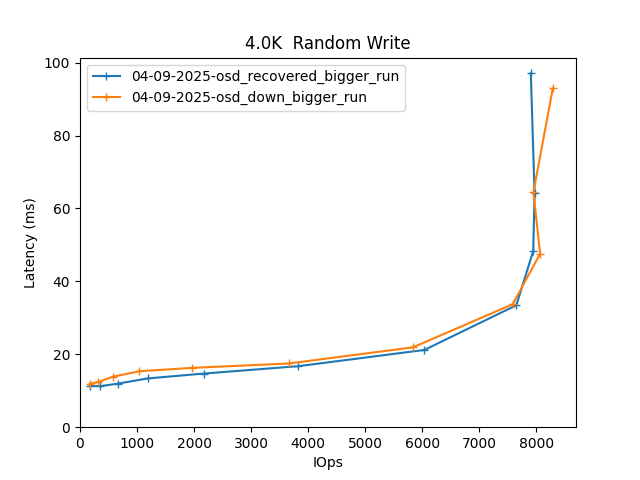 4.0K  Random Write
04-09-2025-osd_recovered_bigger_run
04-09-2025-osd_down_bigger_run
Latency (ms)
100
80
60
40
20
0
0 1000 2000 3000 4000 5000 6000 7000 8000
IOps